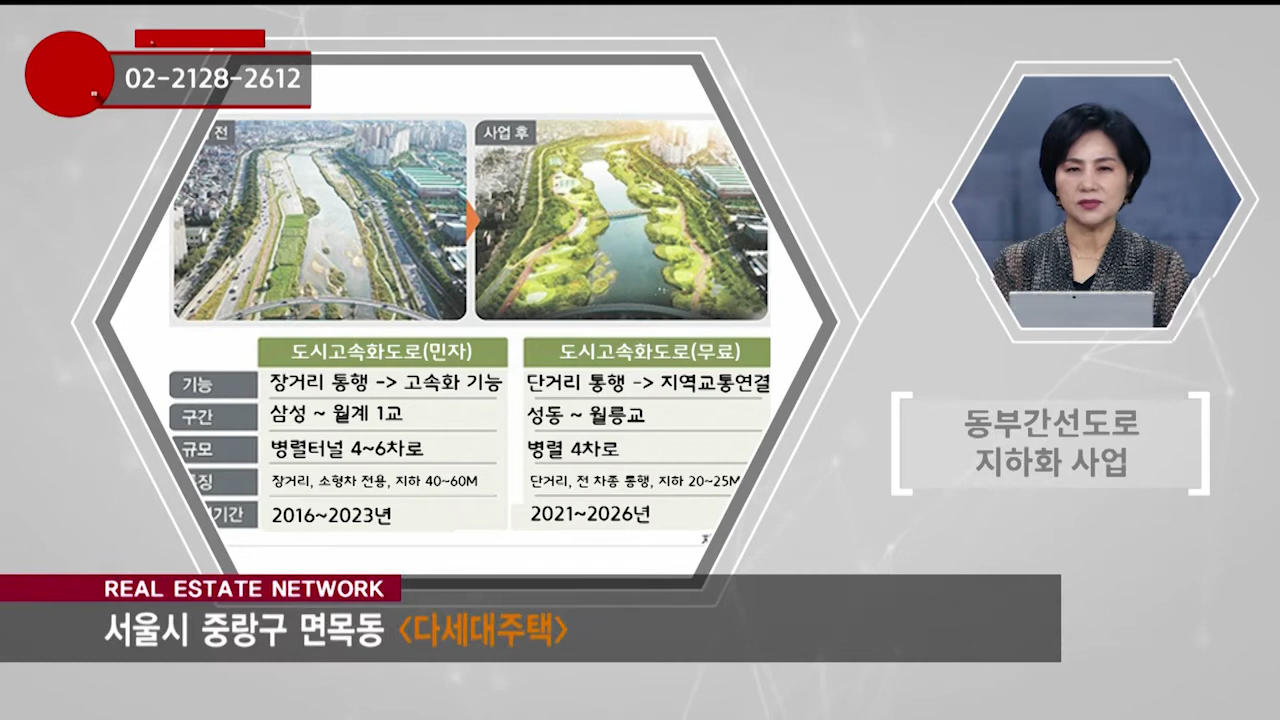 02-2128-2612
전
사업 후
도시고속화도로(민자)
도시고속화도로(무료)
기능
장거리 통행 -> 고속화 기능
단거리 통행 -> 지역교통연결
구간
삼성 ~ 월계 1교
성동 ~ 월릉교
규모
병렬터널 4~6차로
병렬 4차로
징
장거리, 소형차 전용, 지하 40~60M
단거리, 전 차종 통행, 지하 20~25M
기간
2016~2023년
2021~2026년
동부간선도로
지하화 사업
REAL ESTATE NETWORK
서울시 중랑구 면목동 <다세대주택>